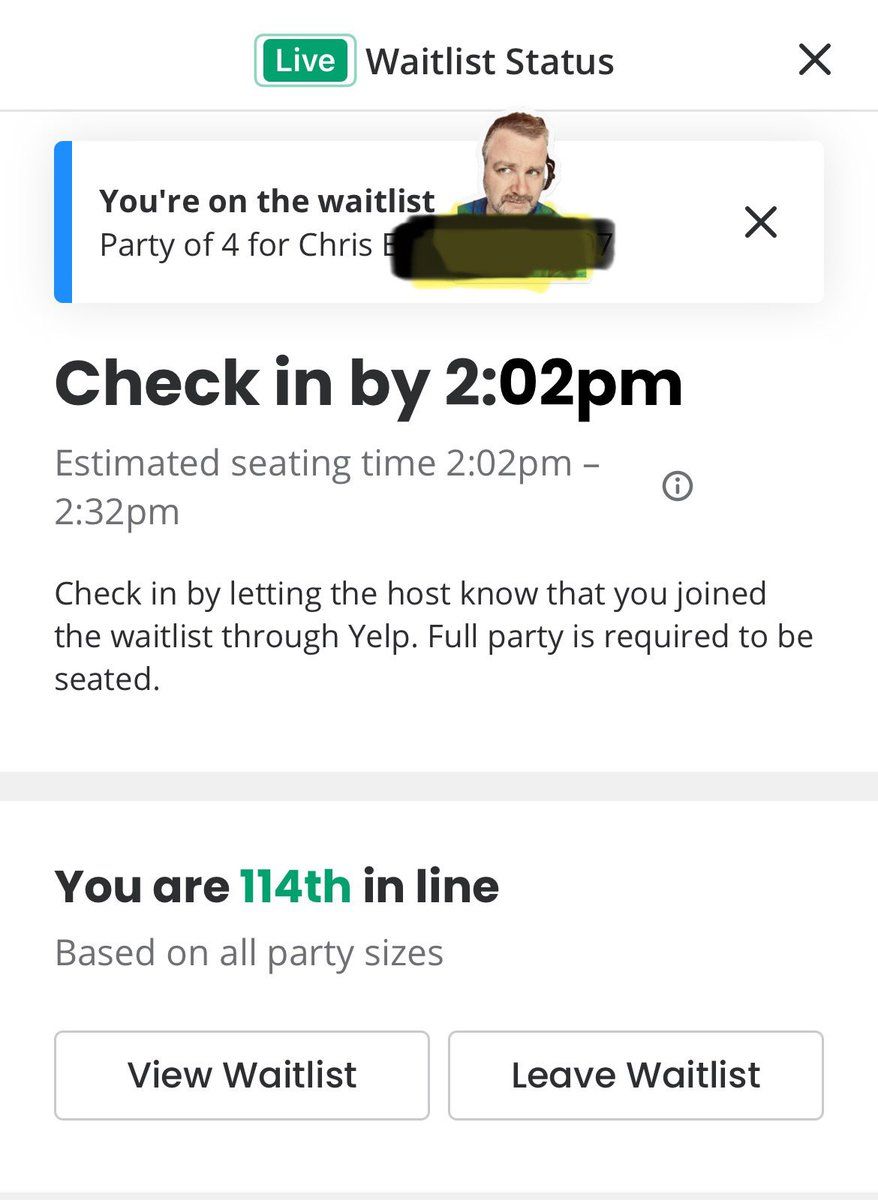 Live Waitlist Status
You're on the waitlist
Party of 4 for Chris
Check in by 2:02pm
Estimated seating time 2:02pm –
2:32pm
Check in by letting the host know that you joined
the waitlist through Yelp. Full party is required to be
seated.
You are 114th in line
Based on all party sizes
View Waitlist
Leave Waitlist